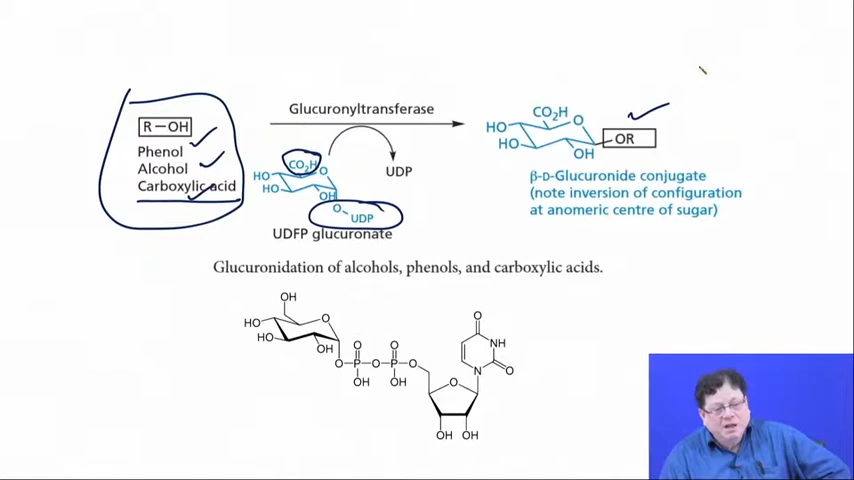 Glucuronyltransferase
R–OH
Phenol
Alcohol
Carboxylic acid
CO₂H
O
HO
HO
OH
O
UDP
UDP
UDFP glucuronate
CO₂H
O
HO
HO
OH
OR
β-D-Glucuronide conjugate
(note inversion of configuration
at anomeric centre of sugar)
Glucuronidation of alcohols, phenols, and carboxylic acids.
OH
HO
O
HO
OH
O
O
P
O
P
O
O
OH
OH
O
NH
N
O
O
OH
OH